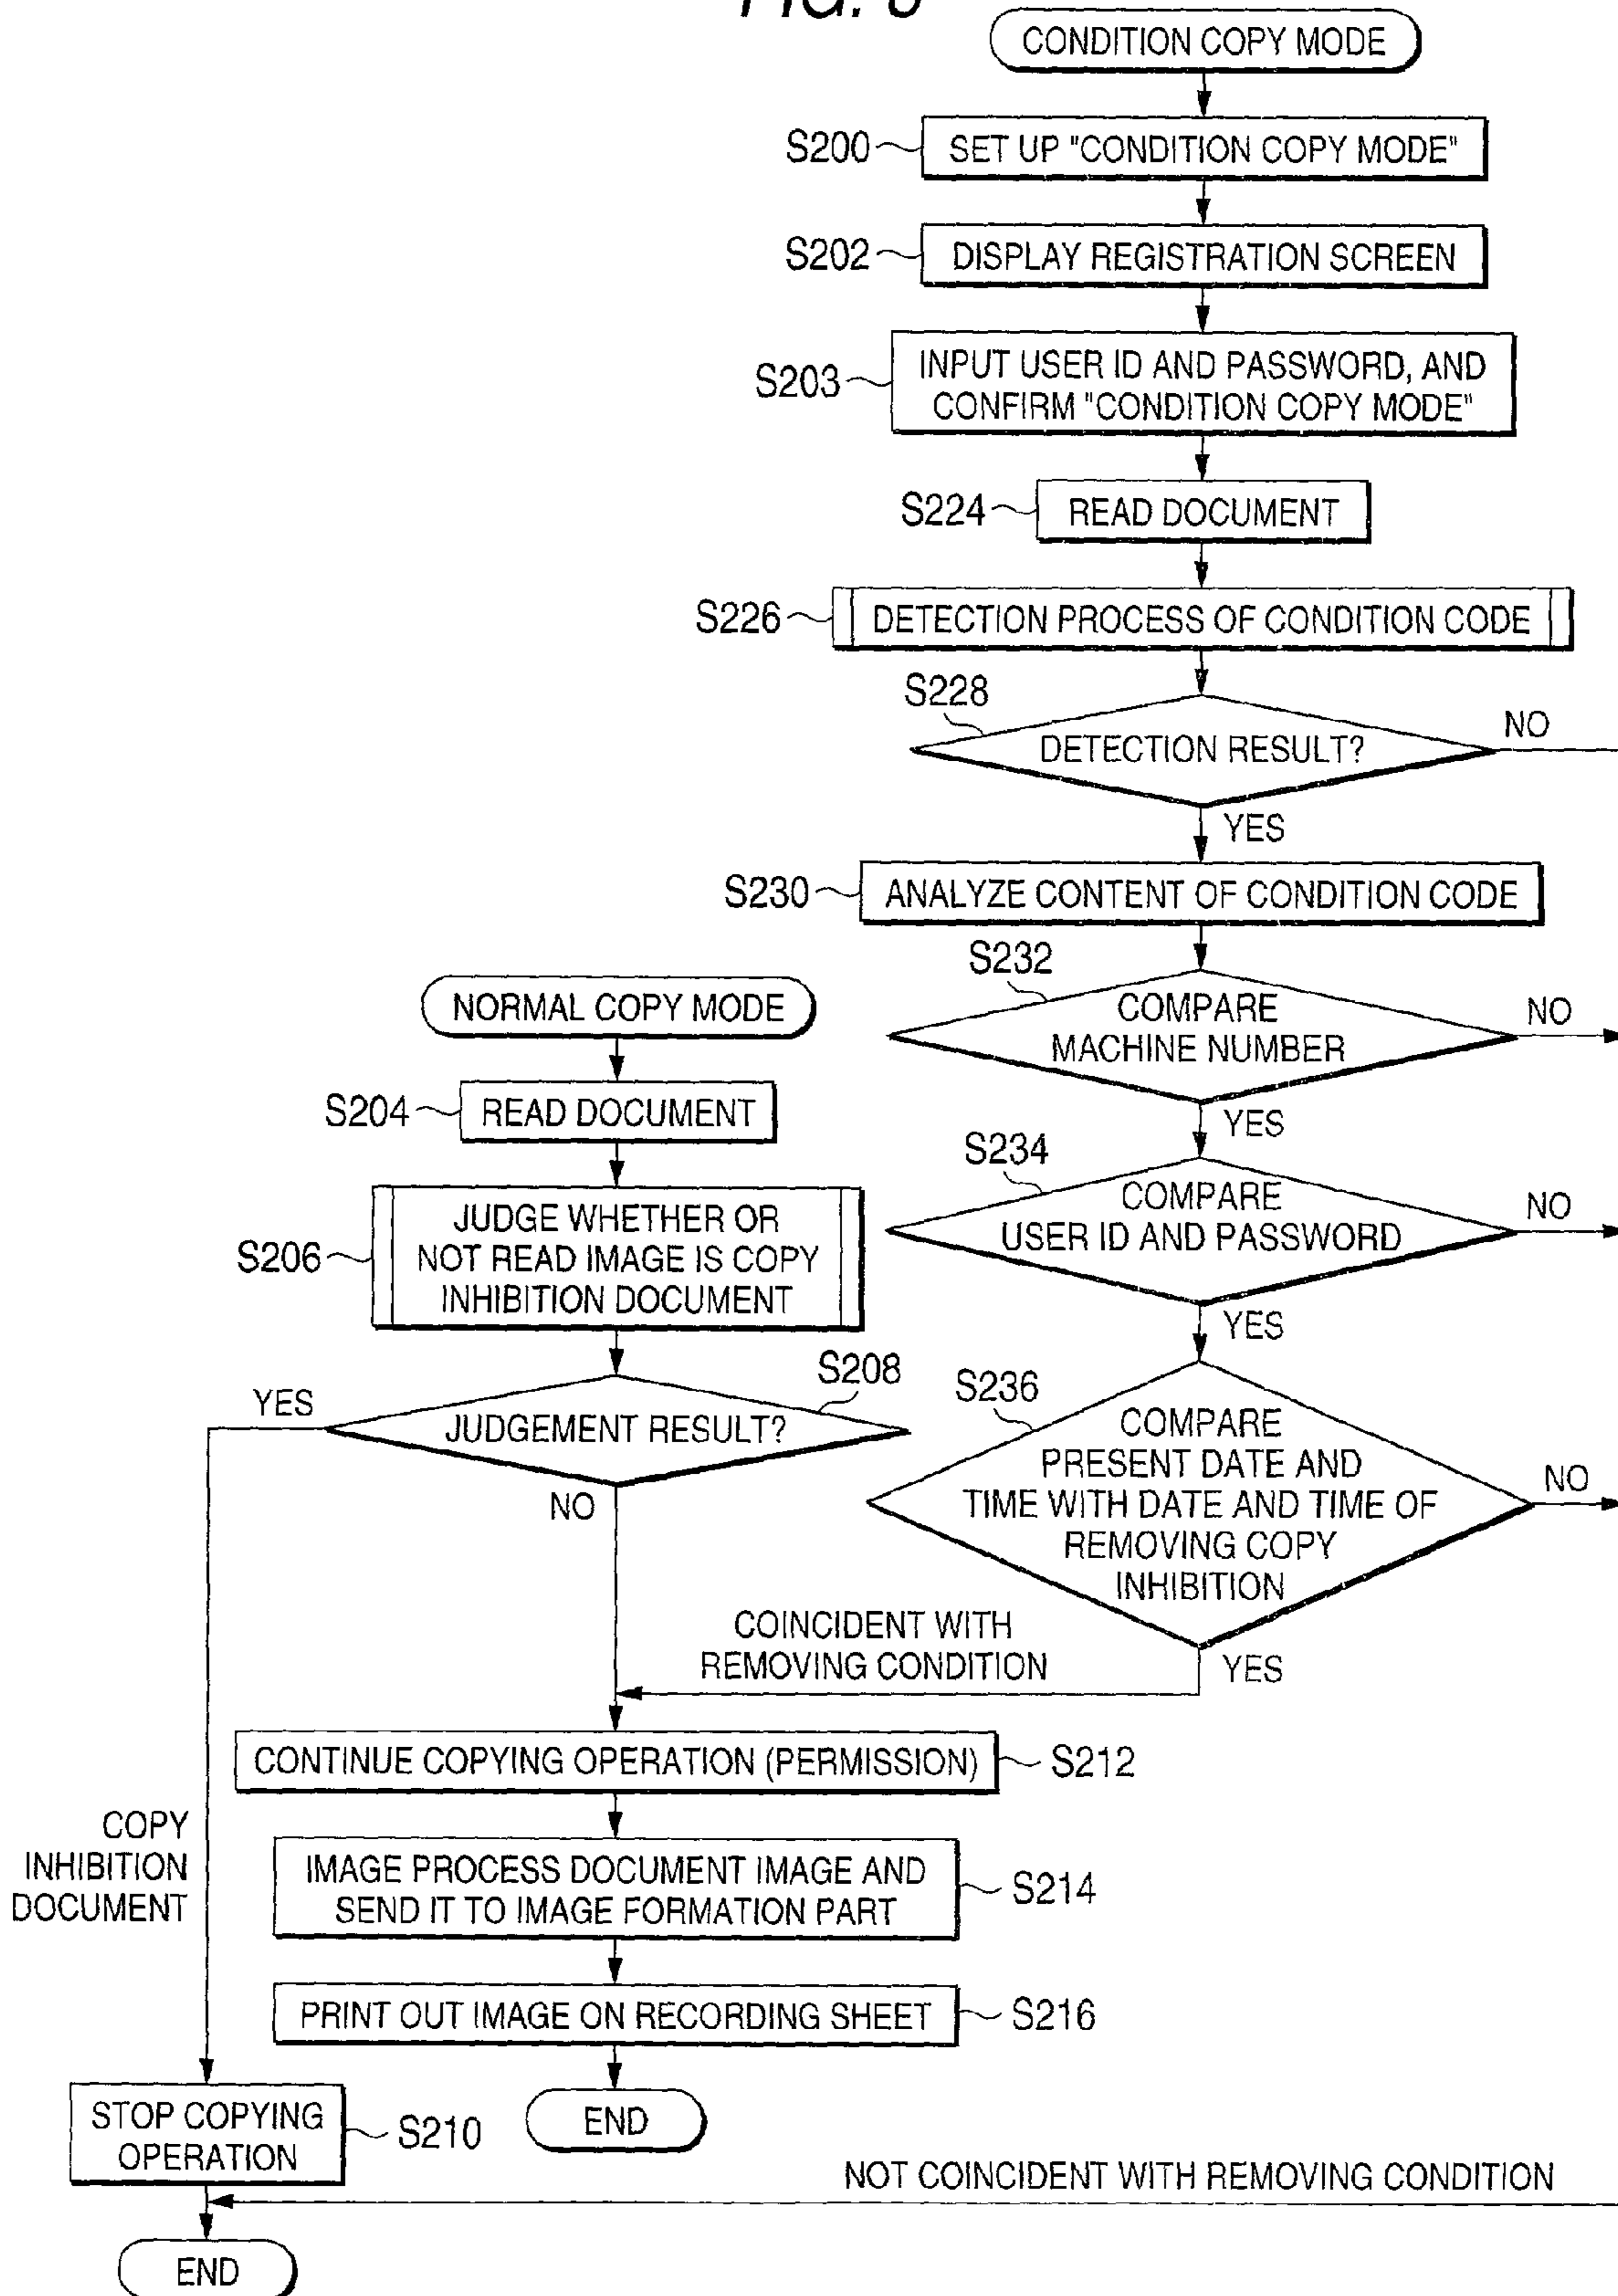 CONDITION COPY MODE
S200
SET UP "CONDITION COPY MODE"
S202
DISPLAY REGISTRATION SCREEN
S203
INPUT USER ID AND PASSWORD, AND
CONFIRM "CONDITION COPY MODE"
S224
READ DOCUMENT
S226
DETECTION PROCESS OF CONDITION CODE
S228
DETECTION RESULT?
NO
YES
S230
ANALYZE CONTENT OF CONDITION CODE
S232
COMPARE
MACHINE NUMBER
NO
YES
S234
COMPARE
USER ID AND PASSWORD
NO
YES
S236
COMPARE
PRESENT DATE AND
TIME WITH DATE AND TIME OF
REMOVING COPY
INHIBITION
NO
YES
COINCIDENT WITH
REMOVING CONDITION
NORMAL COPY MODE
S204
READ DOCUMENT
S206
JUDGE WHETHER OR
NOT READ IMAGE IS COPY
INHIBITION DOCUMENT
S208
JUDGEMENT RESULT?
YES
NO
CONTINUE COPYING OPERATION (PERMISSION)
S212
IMAGE PROCESS DOCUMENT IMAGE AND
SEND IT TO IMAGE FORMATION PART
S214
PRINT OUT IMAGE ON RECORDING SHEET
S216
END
COPY
INHIBITION
DOCUMENT
STOP COPYING
OPERATION
S210
NOT COINCIDENT WITH REMOVING CONDITION
END